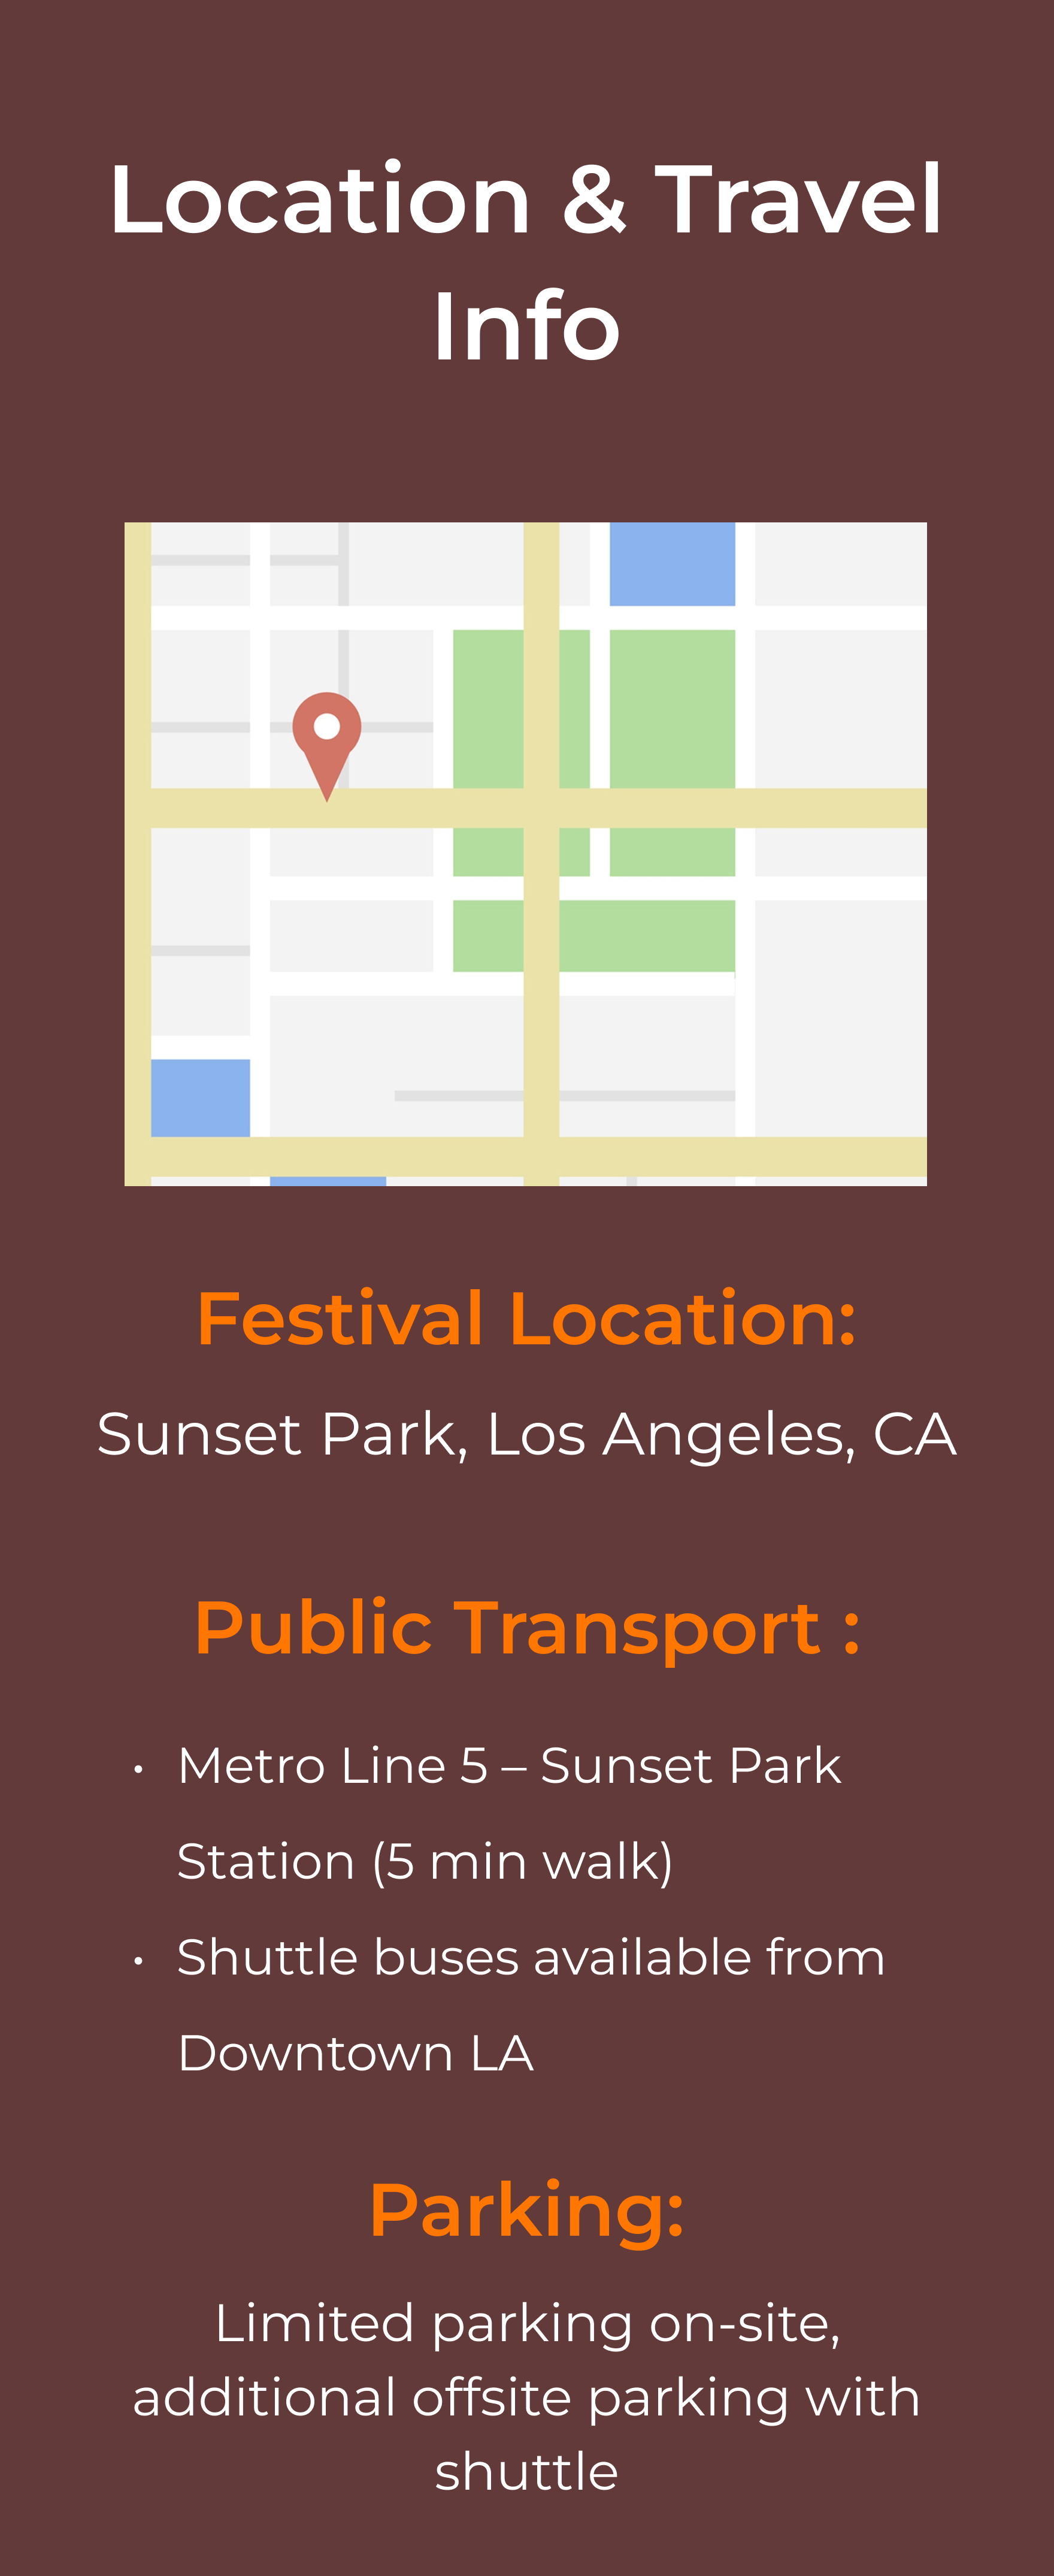 Location & Travel
Info
Festival Location:
Sunset Park, Los Angeles, CA
Public Transport :
• Metro Line 5 – Sunset Park
Station (5 min walk)
• Shuttle buses available from
Downtown LA
Parking:
Limited parking on-site,
additional offsite parking with
shuttle